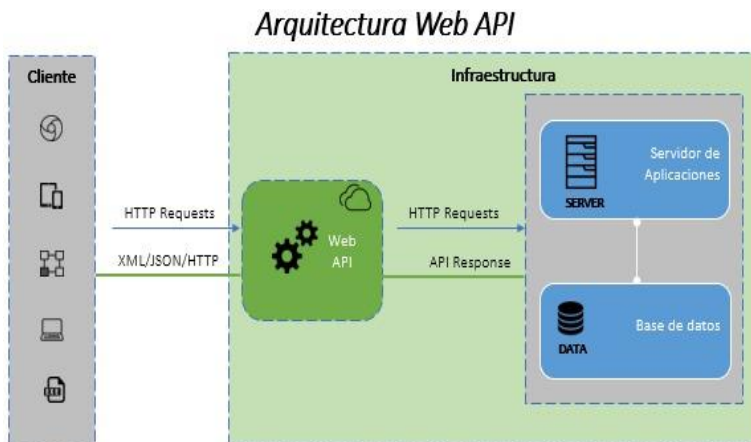 Arquitectura Web API
Cliente
Infraestructura
HTTP Requests
XML/JSON/HTTP
Web
API
HTTP Requests
API Response
SERVER
Servidor de
Aplicaciones
DATA
Base de datos